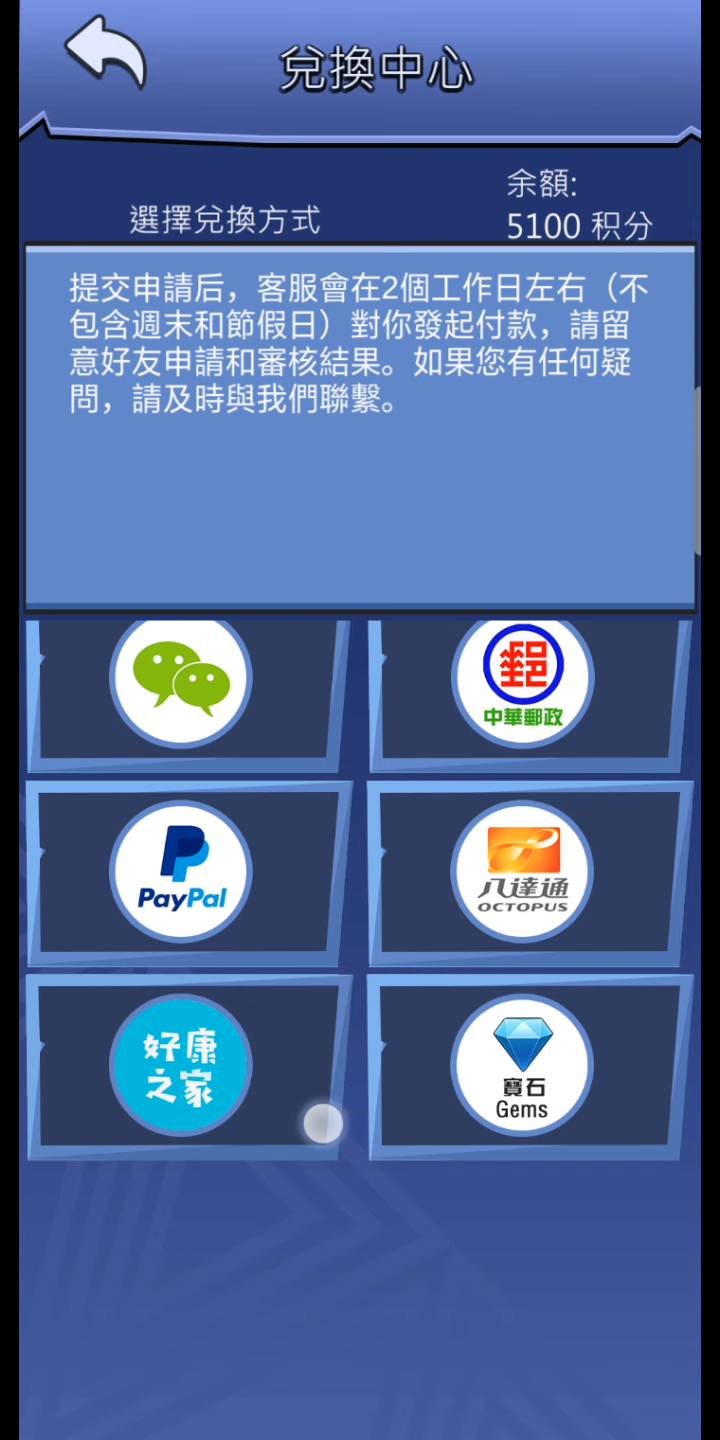 兌換中心
余額:
選擇兌換方式
5100 积分
提交申請后，客服會在2個工作日左右（不
包含週末和節假日）對你發起付款，請留
意好友申請和審核結果。如果您有任何疑
問，請及時與我們聯繫。
郵
中華郵政
PayPal
八達通
OCTOPUS
好康
之家
寶石
Gems